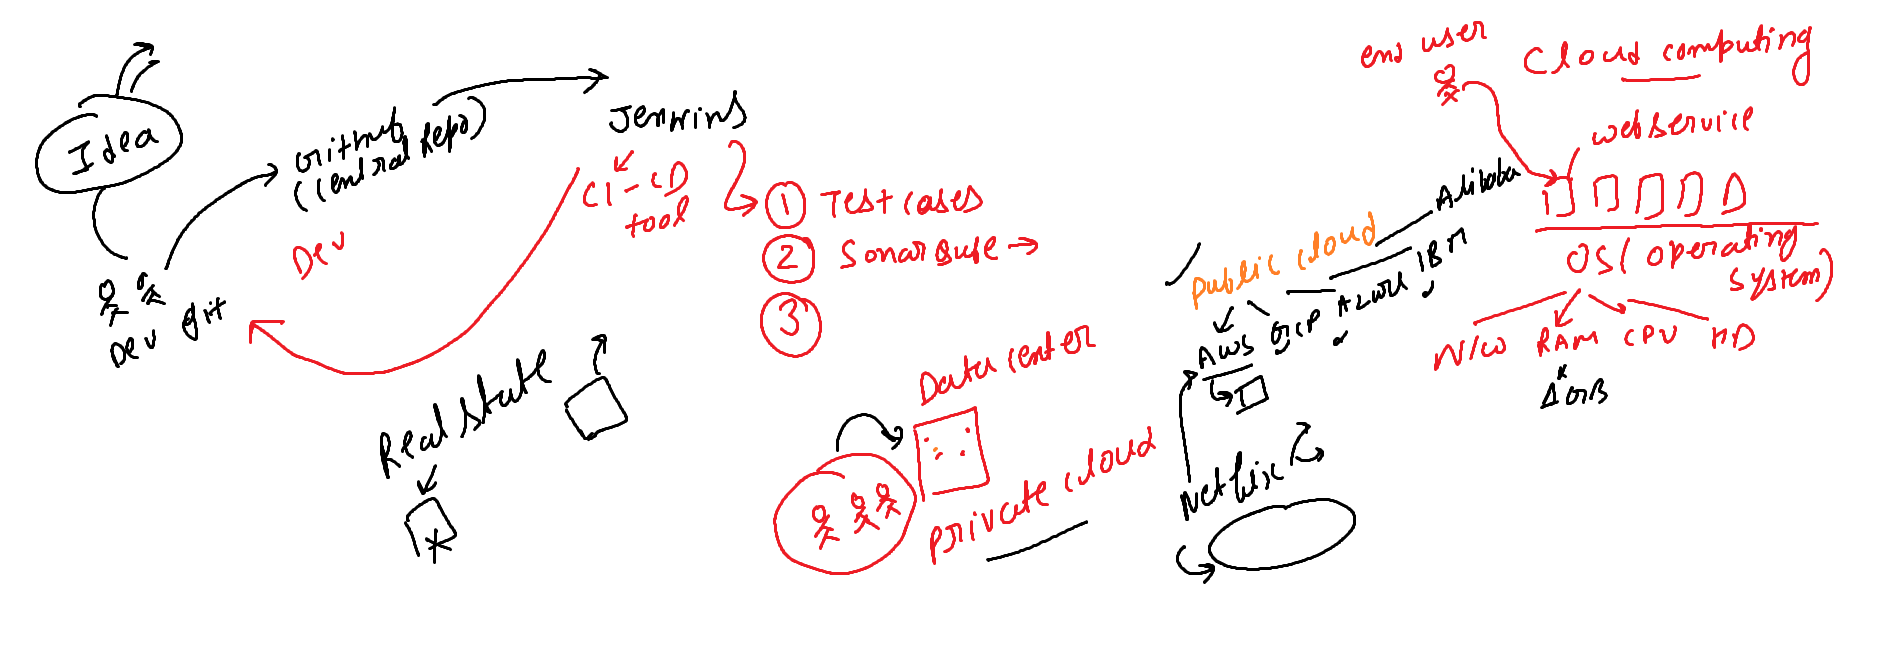 Idea
Dev git
Github
(Central Repo)
Dev
Jenkins
CI-CD
tool
1 Test cases
2 Sonar Qube
3
Real state
Data center
private cloud
public cloud
AWS GCP Azure IBM
Alibaba
Netflix
end user
Cloud computing
webservice
OS( operating
system)
N/W RAM CPU HD